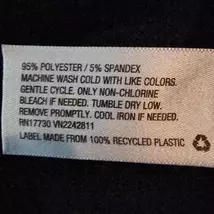 95% POLYESTER / 5% SPANDEX
MACHINE WASH COLD WITH LIKE COLORS.
GENTLE CYCLE. ONLY NON-CHLORINE
BLEACH IF NEEDED. TUMBLE DRY LOW.
REMOVE PROMPTLY. COOL IRON IF NEEDED.
RN17730 VN2242811
LABEL MADE FROM 100% RECYCLED PLASTIC